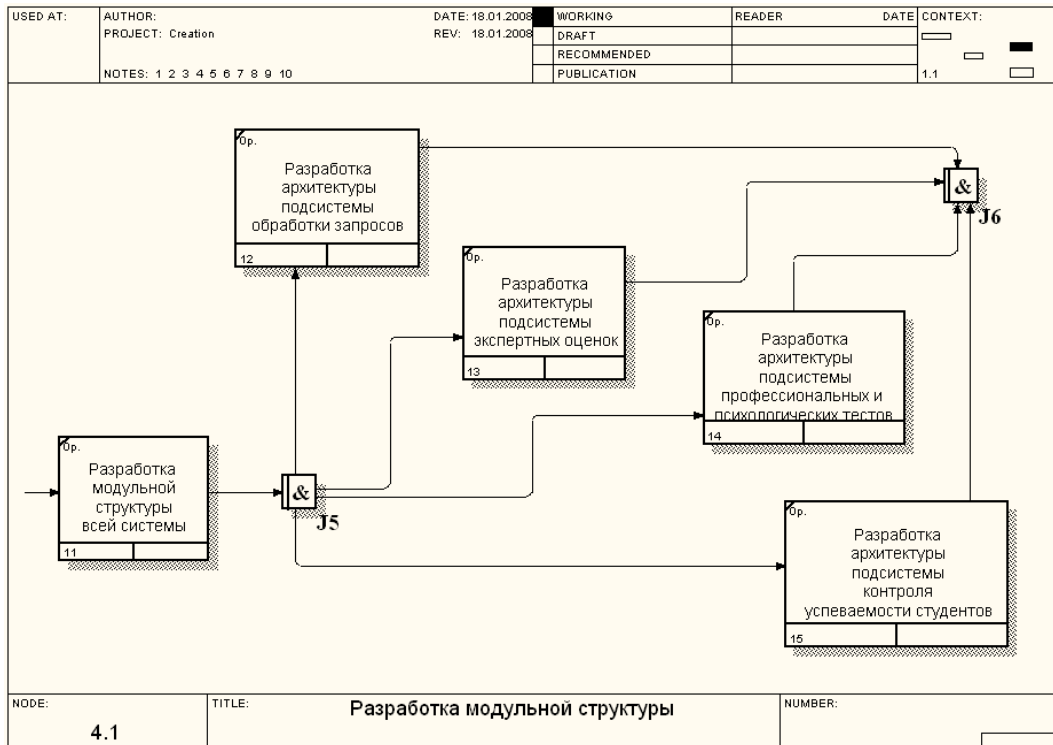 USED AT:
AUTHOR:
DATE: 18.01.2008
PROJECT: Creation
REV: 18.01.2008
NOTES: 1 2 3 4 5 6 7 8 9 10
WORKING
DRAFT
RECOMMENDED
PUBLICATION
READER
DATE
CONTEXT:
1.1
0р.
Разработка
архитектуры
подсистемы
обработки запросов
12
&
J6
0р.
Разработка
архитектуры
подсистемы
экспертных оценок
13
0р.
Разработка
архитектуры
подсистемы
профессиональных и
психологических тестов
14
0р.
Разработка
модульной
структуры
всей системы
11
&
J5
0р.
Разработка
архитектуры
подсистемы
контроля
успеваемости студентов
15
NODE:
4.1
TITLE:
Разработка модульной структуры
NUMBER: